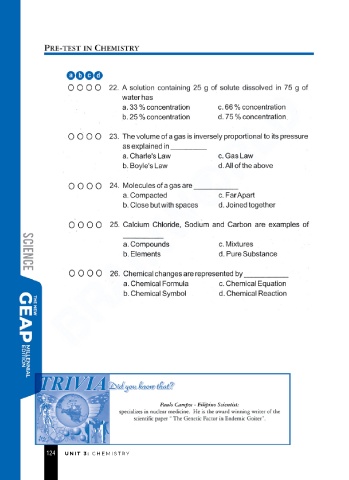 PRE-TEST IN CHEMISTRY
a b c d
22. A solution containing 25 g of solute dissolved in 75 g of
water has
a. 33 % concentration c. 66 % concentration
b. 25 % concentration d. 75 % concentration
23. The volume of a gas is inversely proportional to its pressure
as explained in __________
a. Charle's Law c. Gas Law
b. Boyle's Law d. All of the above
24. Molecules of a gas are __________
a. Compacted c. Far Apart
b. Close but with spaces d. Joined together
25. Calcium Chloride, Sodium and Carbon are examples of
__________
a. Compounds c. Mixtures
b. Elements d. Pure Substance
26. Chemical changes are represented by __________
a. Chemical Formula c. Chemical Equation
b. Chemical Symbol d. Chemical Reaction
SCIENCE
THE NEW
GEAP
MILLENNIAL
EDITION
TRIVIA Did you know that?
Paulo Campos - Filipino Scientist:
specializes in nuclear medicine. He is the award winning writer of the
scientific paper " The Genetic Factor in Endemic Goiter".
124 UNIT 3: CHEMISTRY